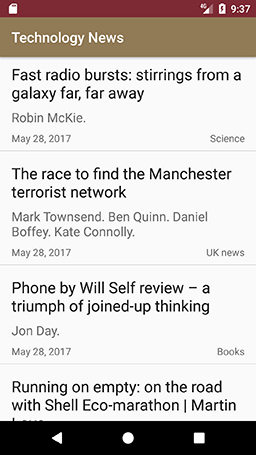 4G 9:37
Technology News
Fast radio bursts: stirrings from a
galaxy far, far away
Robin McKie.
May 28, 2017 Science
The race to find the Manchester
terrorist network
Mark Townsend. Ben Quinn. Daniel
Boffey. Kate Connolly.
May 28, 2017 UK news
Phone by Will Self review – a
triumph of joined-up thinking
Jon Day.
May 28, 2017 Books
Running on empty: on the road
with Shell Eco-marathon | Martin